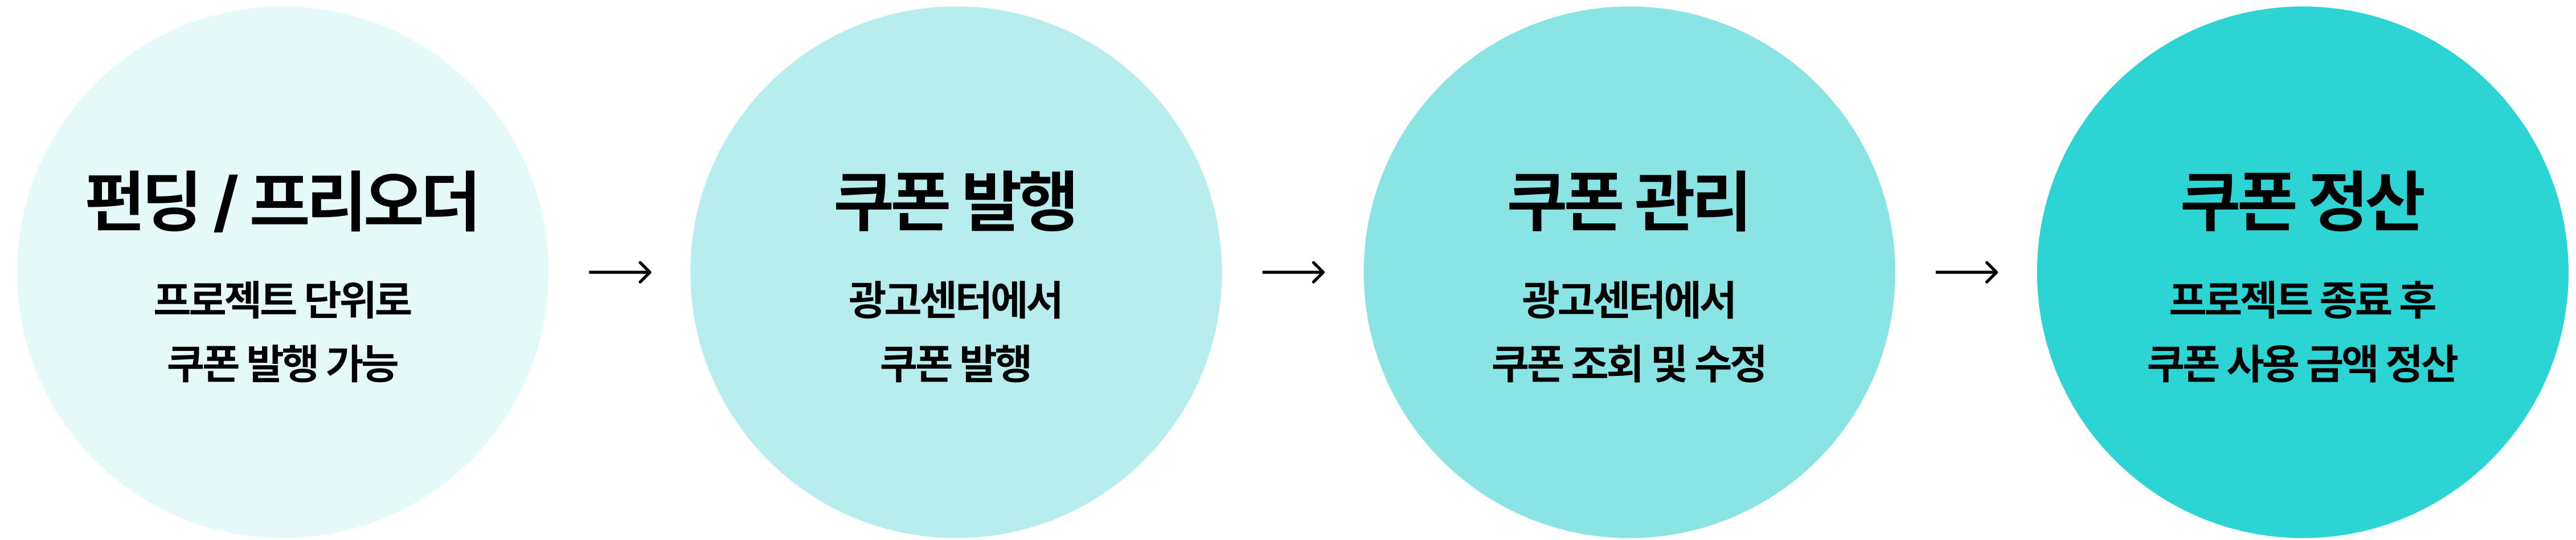 펀딩 / 프리오더
프로젝트 단위로
쿠폰 발행 가능
쿠폰 발행
광고센터에서
쿠폰 발행
쿠폰 관리
광고센터에서
쿠폰 조회 및 수정
쿠폰 정산
프로젝트 종료 후
쿠폰 사용 금액 정산